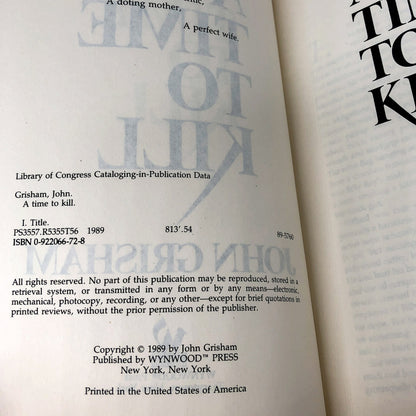 A doting mother,
A perfect wife.
Library of Congress Cataloging-in-Publication Data
Grisham, John.
A time to kill.
I. Title.
PS3557.R5355T56 1989 813'.54 89-5760
ISBN 0-922066-72-8
All rights reserved. No part of this publication may be reproduced, stored in a
retrieval system, or transmitted in any form or by any means—electronic,
mechanical, photocopy, recording, or any other—except for brief quotations in
printed reviews, without the prior permission of the publisher.
Copyright © 1989 by John Grisham
Published by WYNWOOD™ PRESS
New York, New York
Printed in the United States of America
TIM
TO
KI